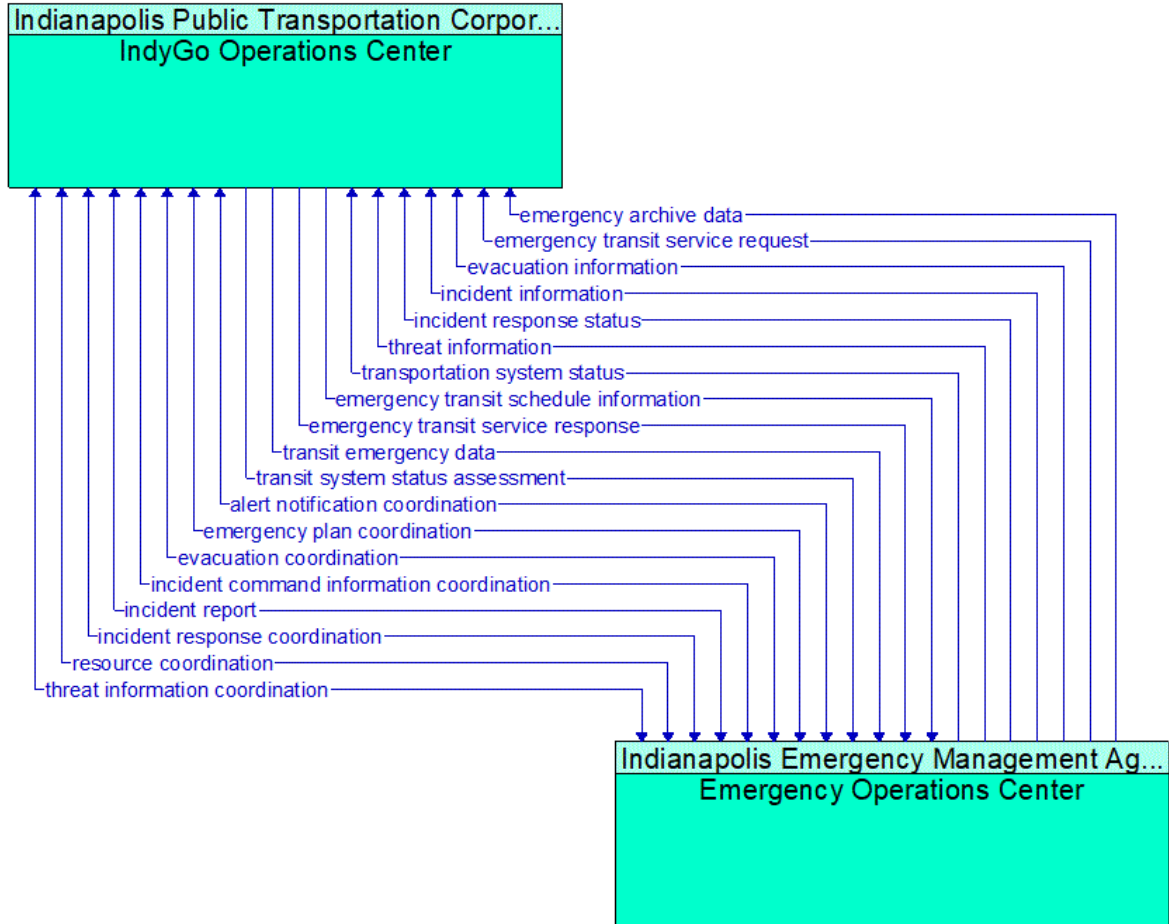 Indianapolis Public Transportation Corpor...
IndyGo Operations Center
emergency archive data
emergency transit service request
evacuation information
incident information
incident response status
threat information
transportation system status
emergency transit schedule information
emergency transit service response
transit emergency data
transit system status assessment
alert notification coordination
emergency plan coordination
evacuation coordination
incident command information coordination
incident report
incident response coordination
resource coordination
threat information coordination
Indianapolis Emergency Management Ag...
Emergency Operations Center